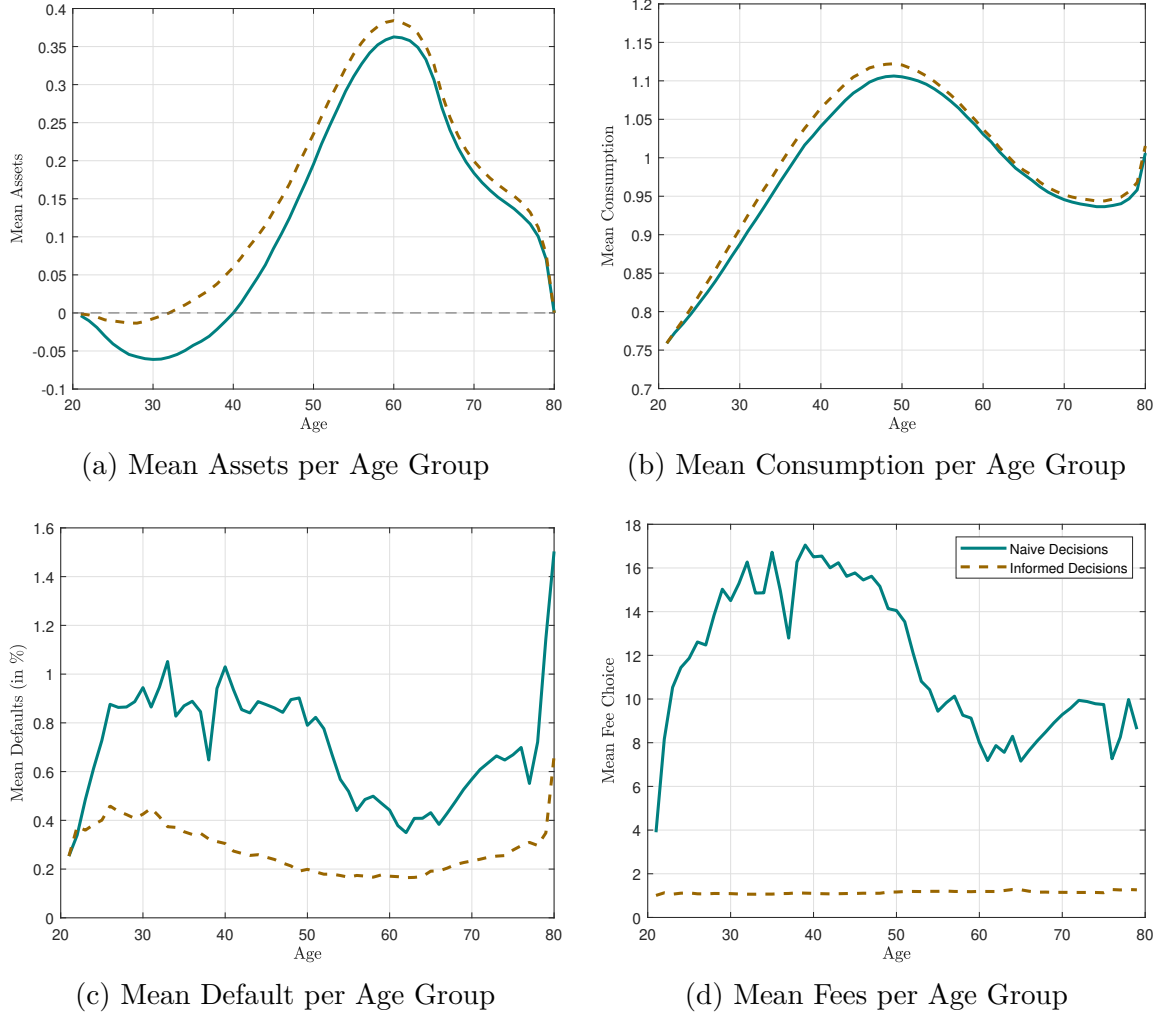 0.4
0.35
0.3
0.25
0.2
0.15
0.1
0.05
0
-0.05
-0.1
Mean Assets
20 30 40 50 60 70 80
Age
(a) Mean Assets per Age Group
1.2
1.15
1.1
1.05
1
0.95
0.9
0.85
0.8
0.75
0.7
Mean Consumption
20 30 40 50 60 70 80
Age
(b) Mean Consumption per Age Group
1.6
1.4
1.2
1
0.8
0.6
0.4
0.2
0
Mean Defaults (in %)
20 30 40 50 60 70 80
Age
(c) Mean Default per Age Group
18
16
14
12
10
8
6
4
2
0
Mean Fee Choice
Naive Decisions
Informed Decisions
20 30 40 50 60 70 80
Age
(d) Mean Fees per Age Group